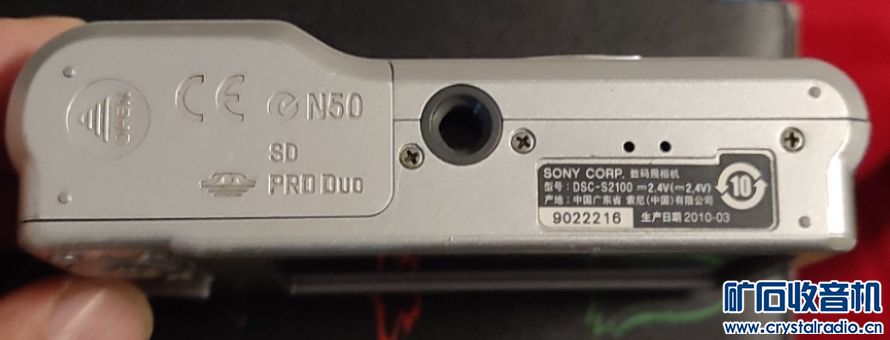 OPEN
CE N50
SD
PRO DUO
SONY CORP. 数码照相机
型号: DSC-S2100 ⎓2.4V(⎓2.4V)
产地: 中国广东省 索尼(中国)有限公司
9022216 生产日期 2010-03
10
矿石收音机
www.crystalradio.cn